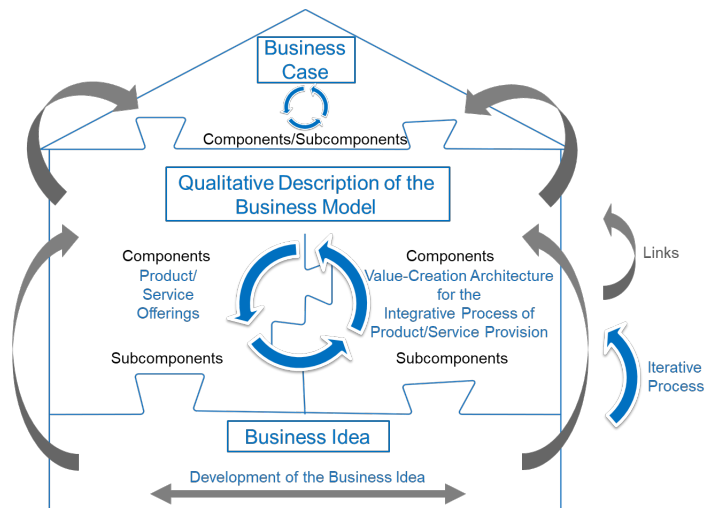 Business
Case
Components/Subcomponents
Qualitative Description of the
Business Model
Components
Product/
Service
Offerings
Components
Value-Creation Architecture
for the
Integrative Process of
Product/Service Provision
Links
Subcomponents
Subcomponents
Iterative
Process
Business Idea
Development of the Business Idea